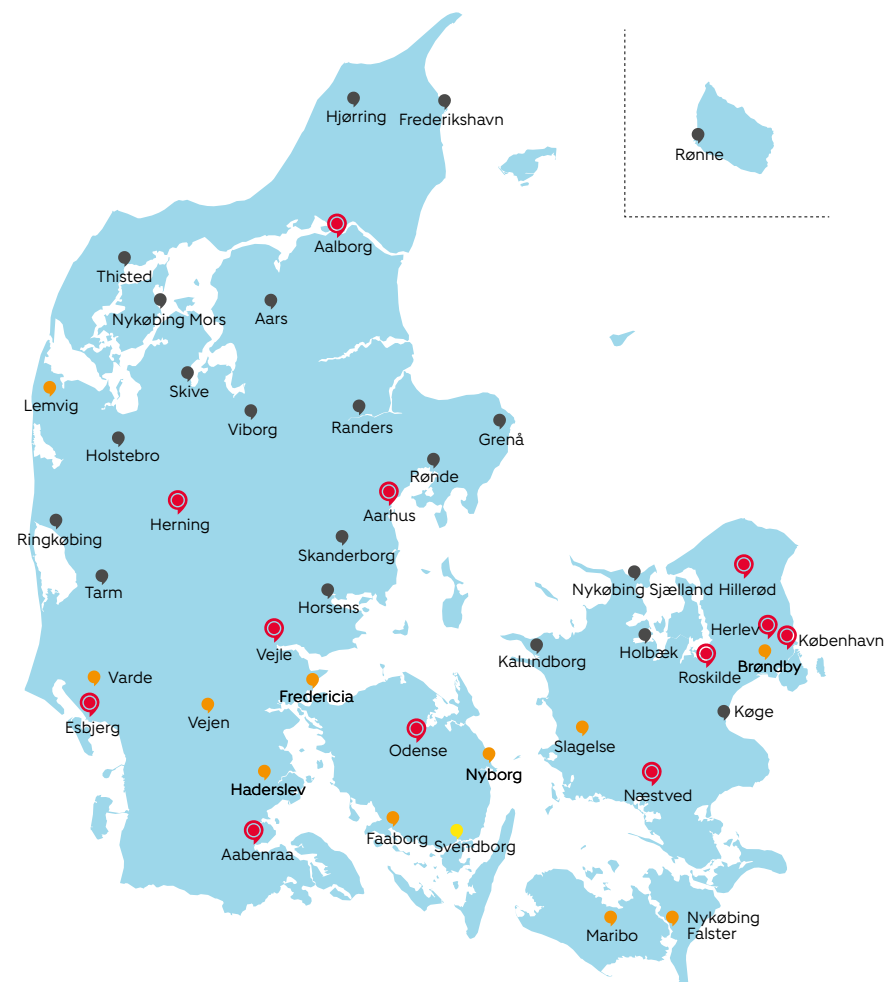 Hjørring
Frederikshavn
Rønne
Aalborg
Thisted
Nykøbing Mors
Aars
Skive
Lemvig
Viborg
Randers
Grenå
Holstebro
Rønde
Herning
Aarhus
Ringkøbing
Skanderborg
Tarm
Horsens
Nykøbing Sjælland
Hillerød
Vejle
Herlev
København
Kalundborg
Holbæk
Roskilde
Brøndby
Varde
Fredericia
Esbjerg
Vejen
Køge
Odense
Slagelse
Nyborg
Haderslev
Næstved
Faaborg
Svendborg
Aabenraa
Maribo
Nykøbing
Falster